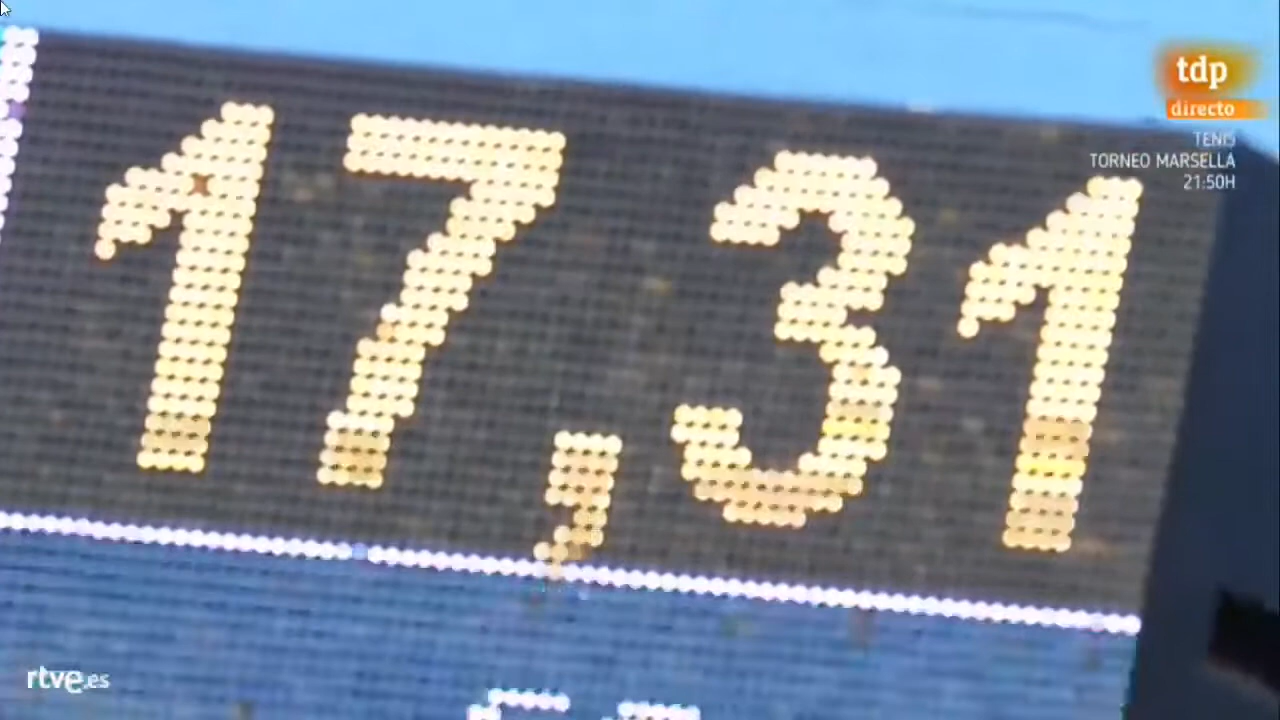 tdp
directo
TENIS
TORNEO MARSELLA
21:50H
17,31
rtve.es